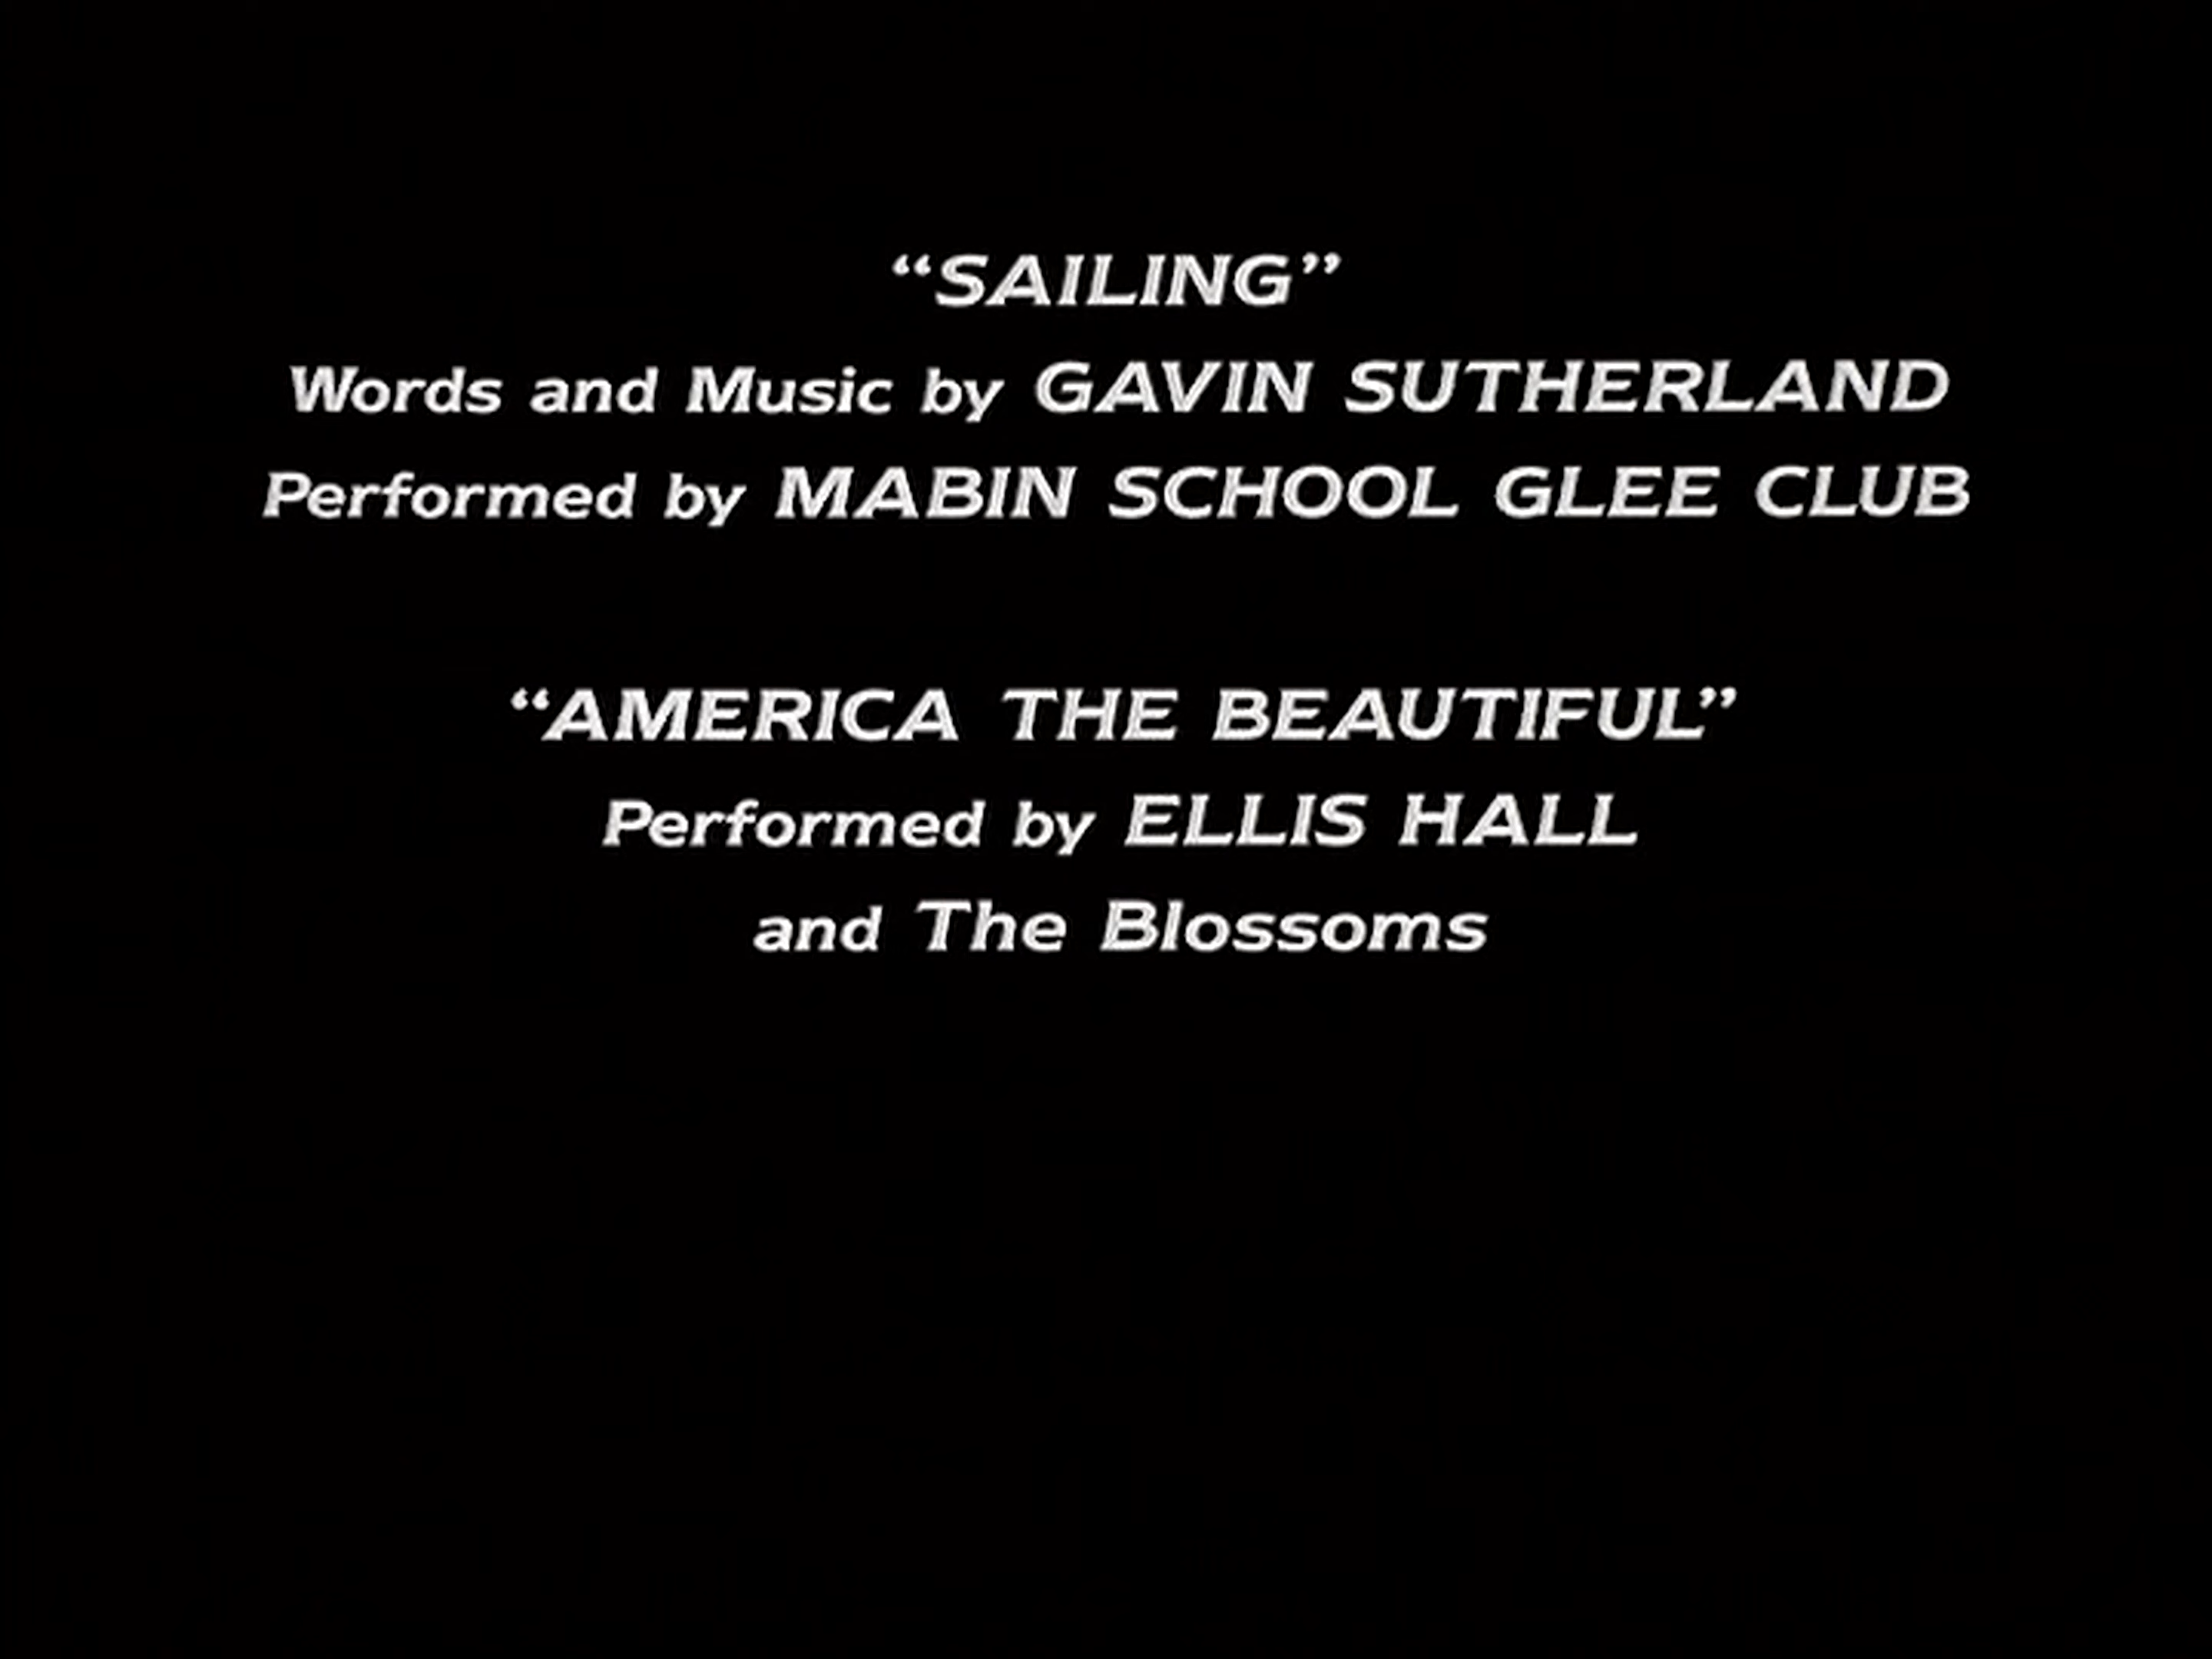 “SAILING”
Words and Music by GAVIN SUTHERLAND
Performed by MABIN SCHOOL GLEE CLUB
“AMERICA THE BEAUTIFUL”
Performed by ELLIS HALL
and The Blossoms